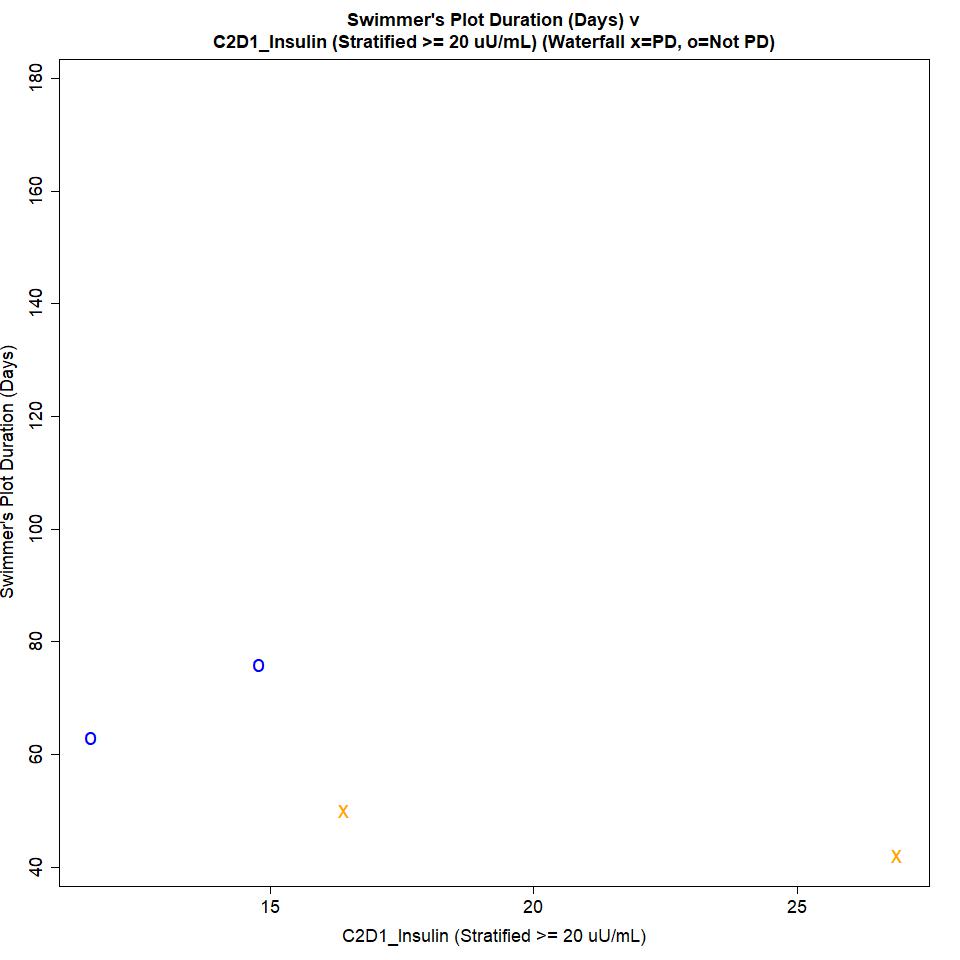 Swimmer's Plot Duration (Days) v
C2D1_Insulin (Stratified >= 20 uU/mL) (Waterfall x=PD, o=Not PD)
180
160
140
120
100
80
60
40
Swimmer's Plot Duration (Days)
o
o
x
x
15
20
25
C2D1_Insulin (Stratified >= 20 uU/mL)